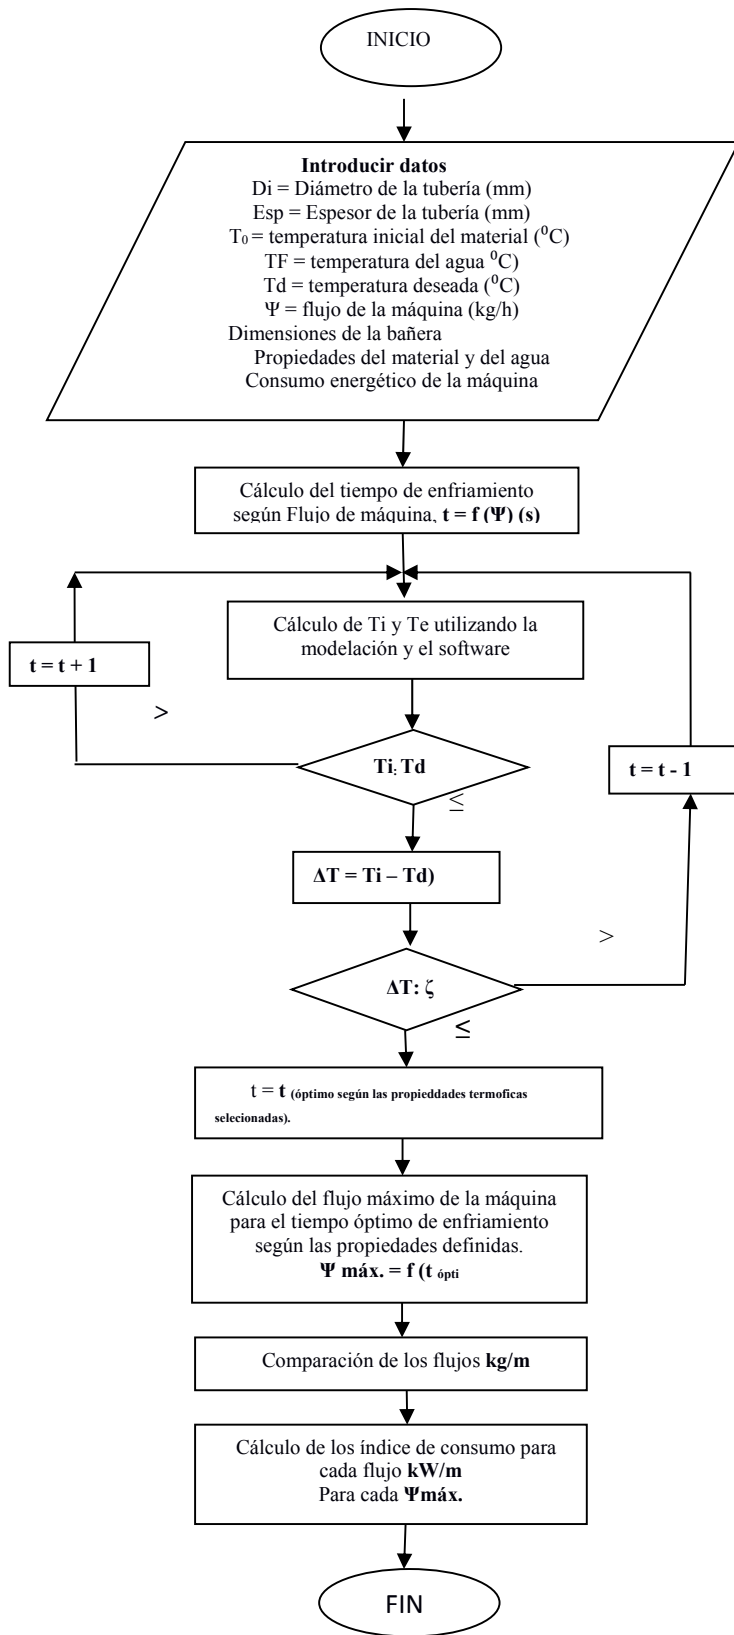 INICIO
Introducir datos
Di = Diámetro de la tubería (mm)
Esp = Espesor de la tubería (mm)
T₀ = temperatura inicial del material (⁰C)
TF = temperatura del agua ⁰C)
Td = temperatura deseada (⁰C)
Ψ = flujo de la máquina (kg/h)
Dimensiones de la bañera
Propiedades del material y del agua
Consumo energético de la máquina
Cálculo del tiempo de enfriamiento
según Flujo de máquina, t = f (Ψ) (s)
Cálculo de Ti y Te utilizando la
modelación y el software
t = t + 1
>
Ti: Td
t = t - 1
≤
ΔT = Ti – Td)
>
ΔT: ζ
≤
t = t (óptimo según las propieddades termoficas
selecionadas).
Cálculo del flujo máximo de la máquina
para el tiempo óptimo de enfriamiento
según las propiedades definidas.
Ψ máx. = f (t ópti
Comparación de los flujos kg/m
Cálculo de los índice de consumo para
cada flujo kW/m
Para cada Ψmáx.
FIN